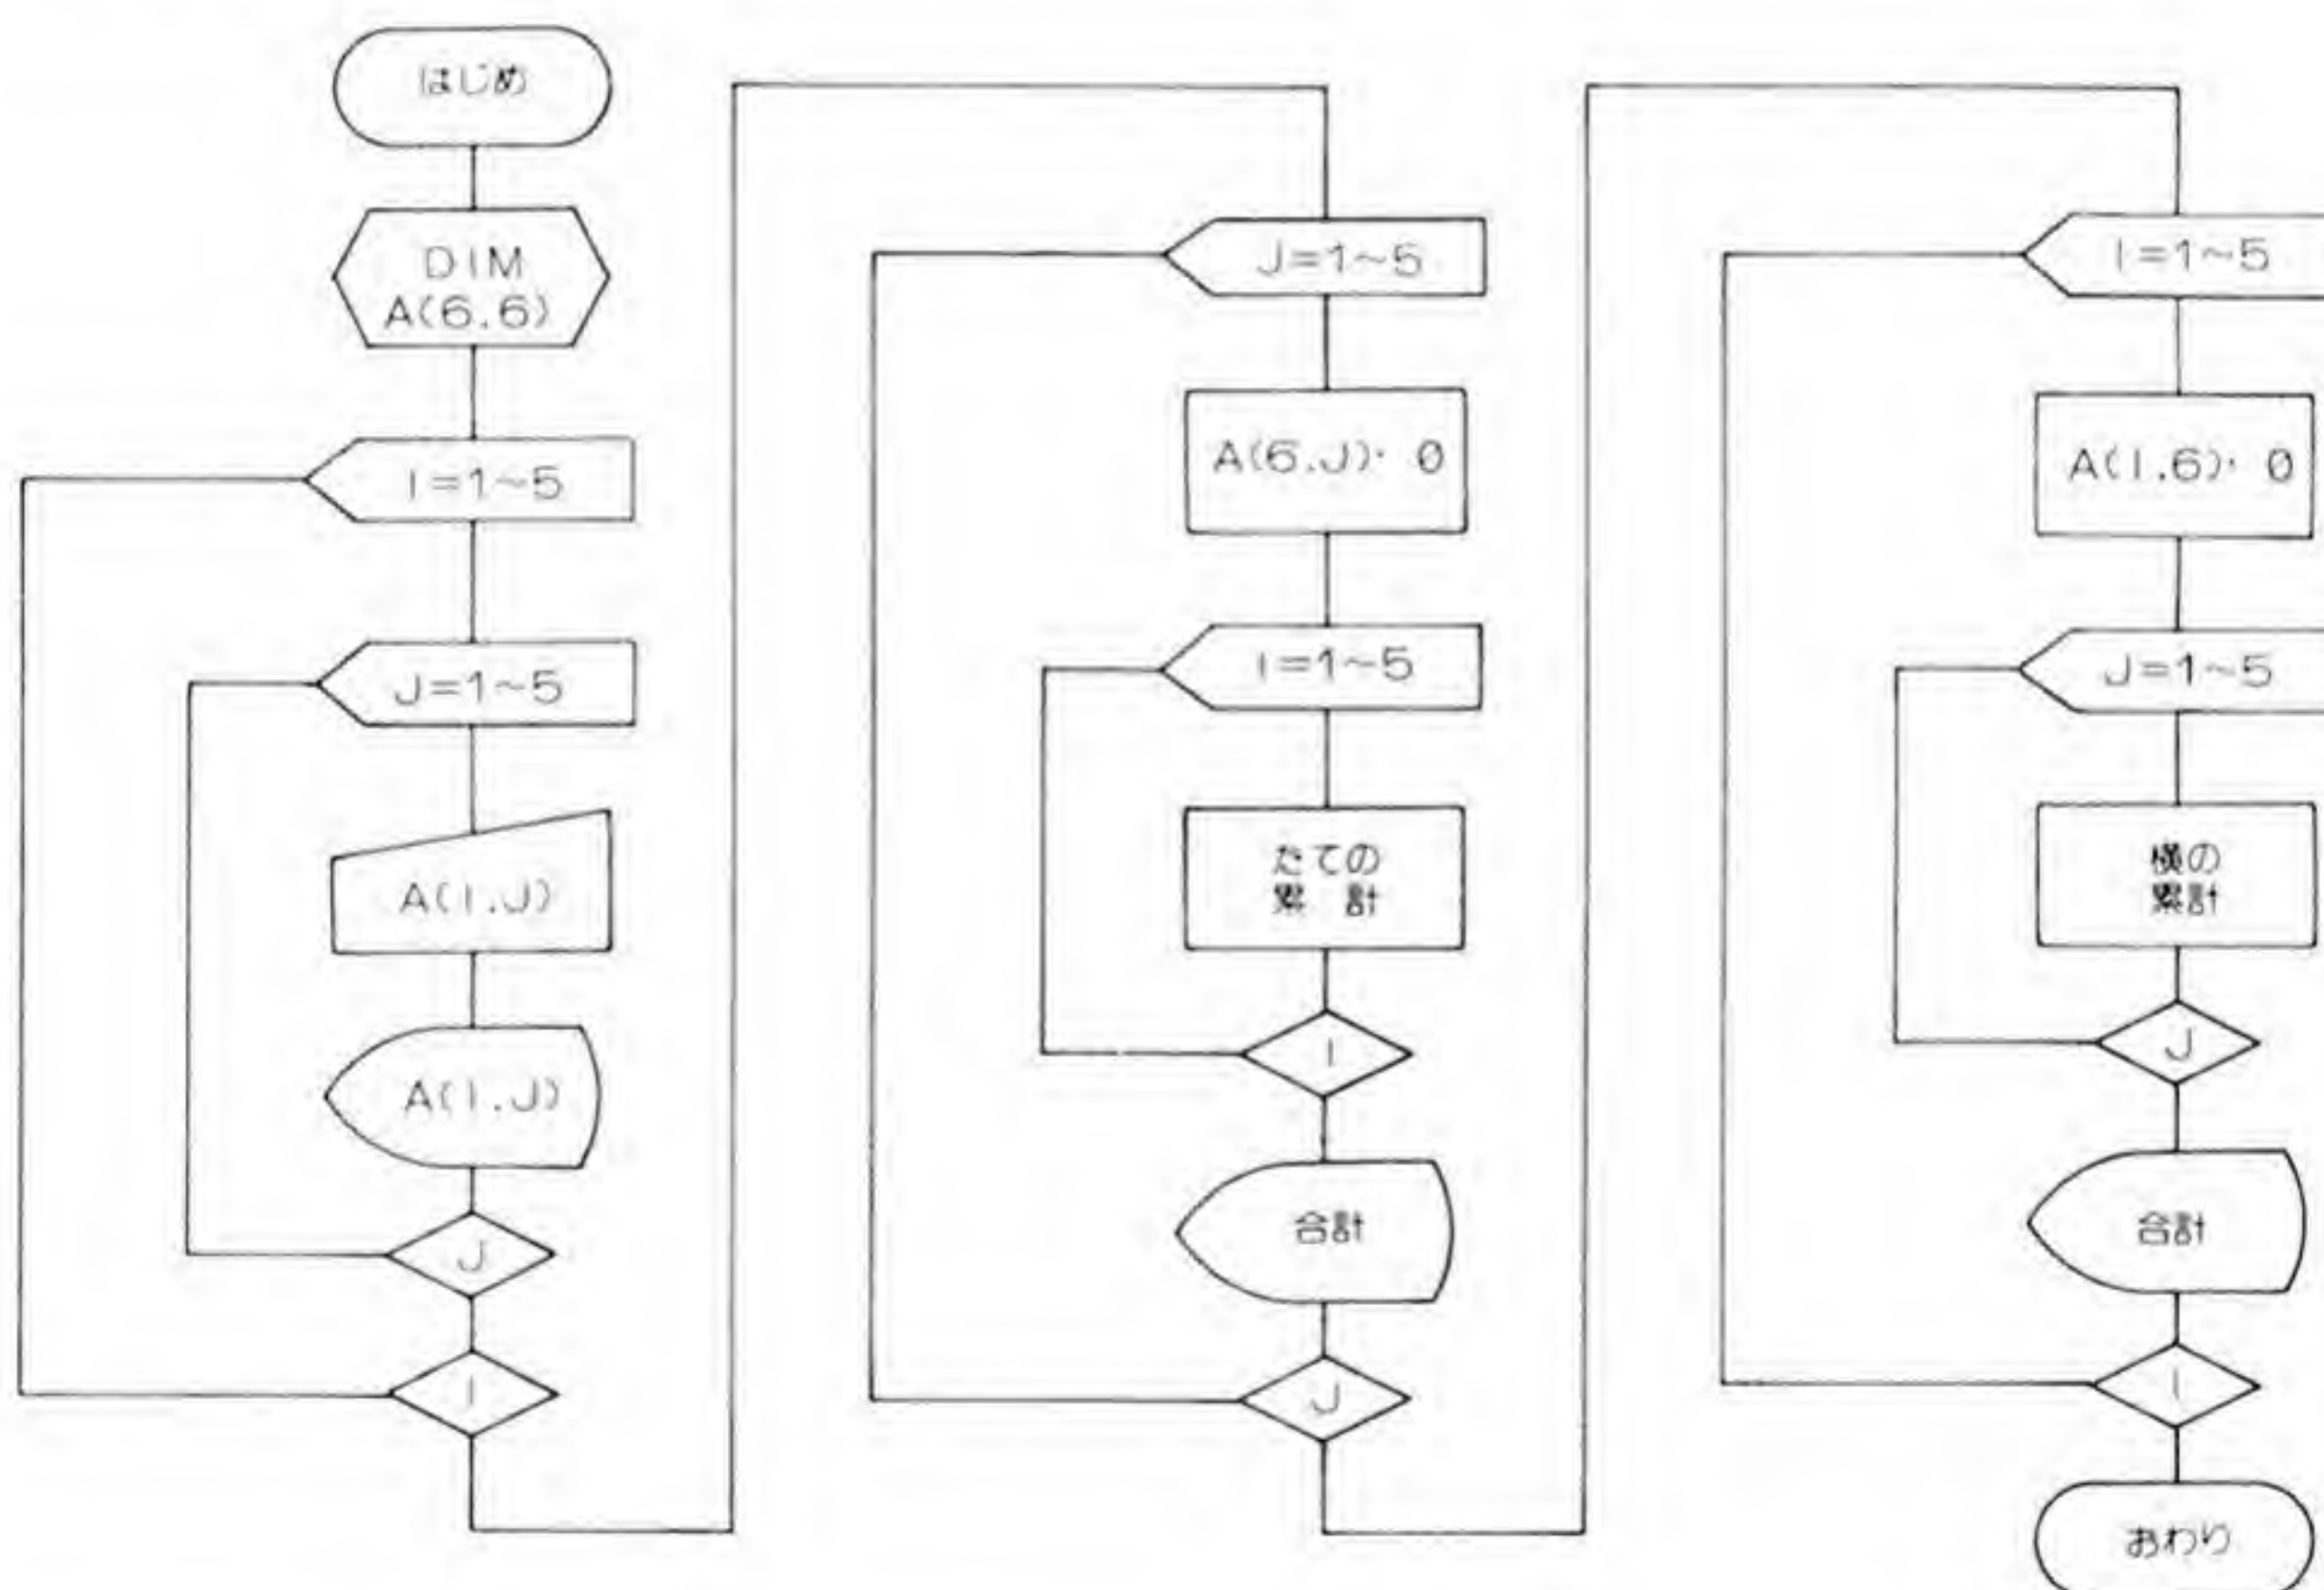 はじめ
DIM
A(6,6)
I=1~5
J=1~5
A(I,J)
A(I,J)
J
I
J=1~5
A(6,J)· 0
I=1~5
たての
累 計
I
合計
J
I=1~5
A(I,6)· 0
J=1~5
横の
累計
J
合計
I
おわり